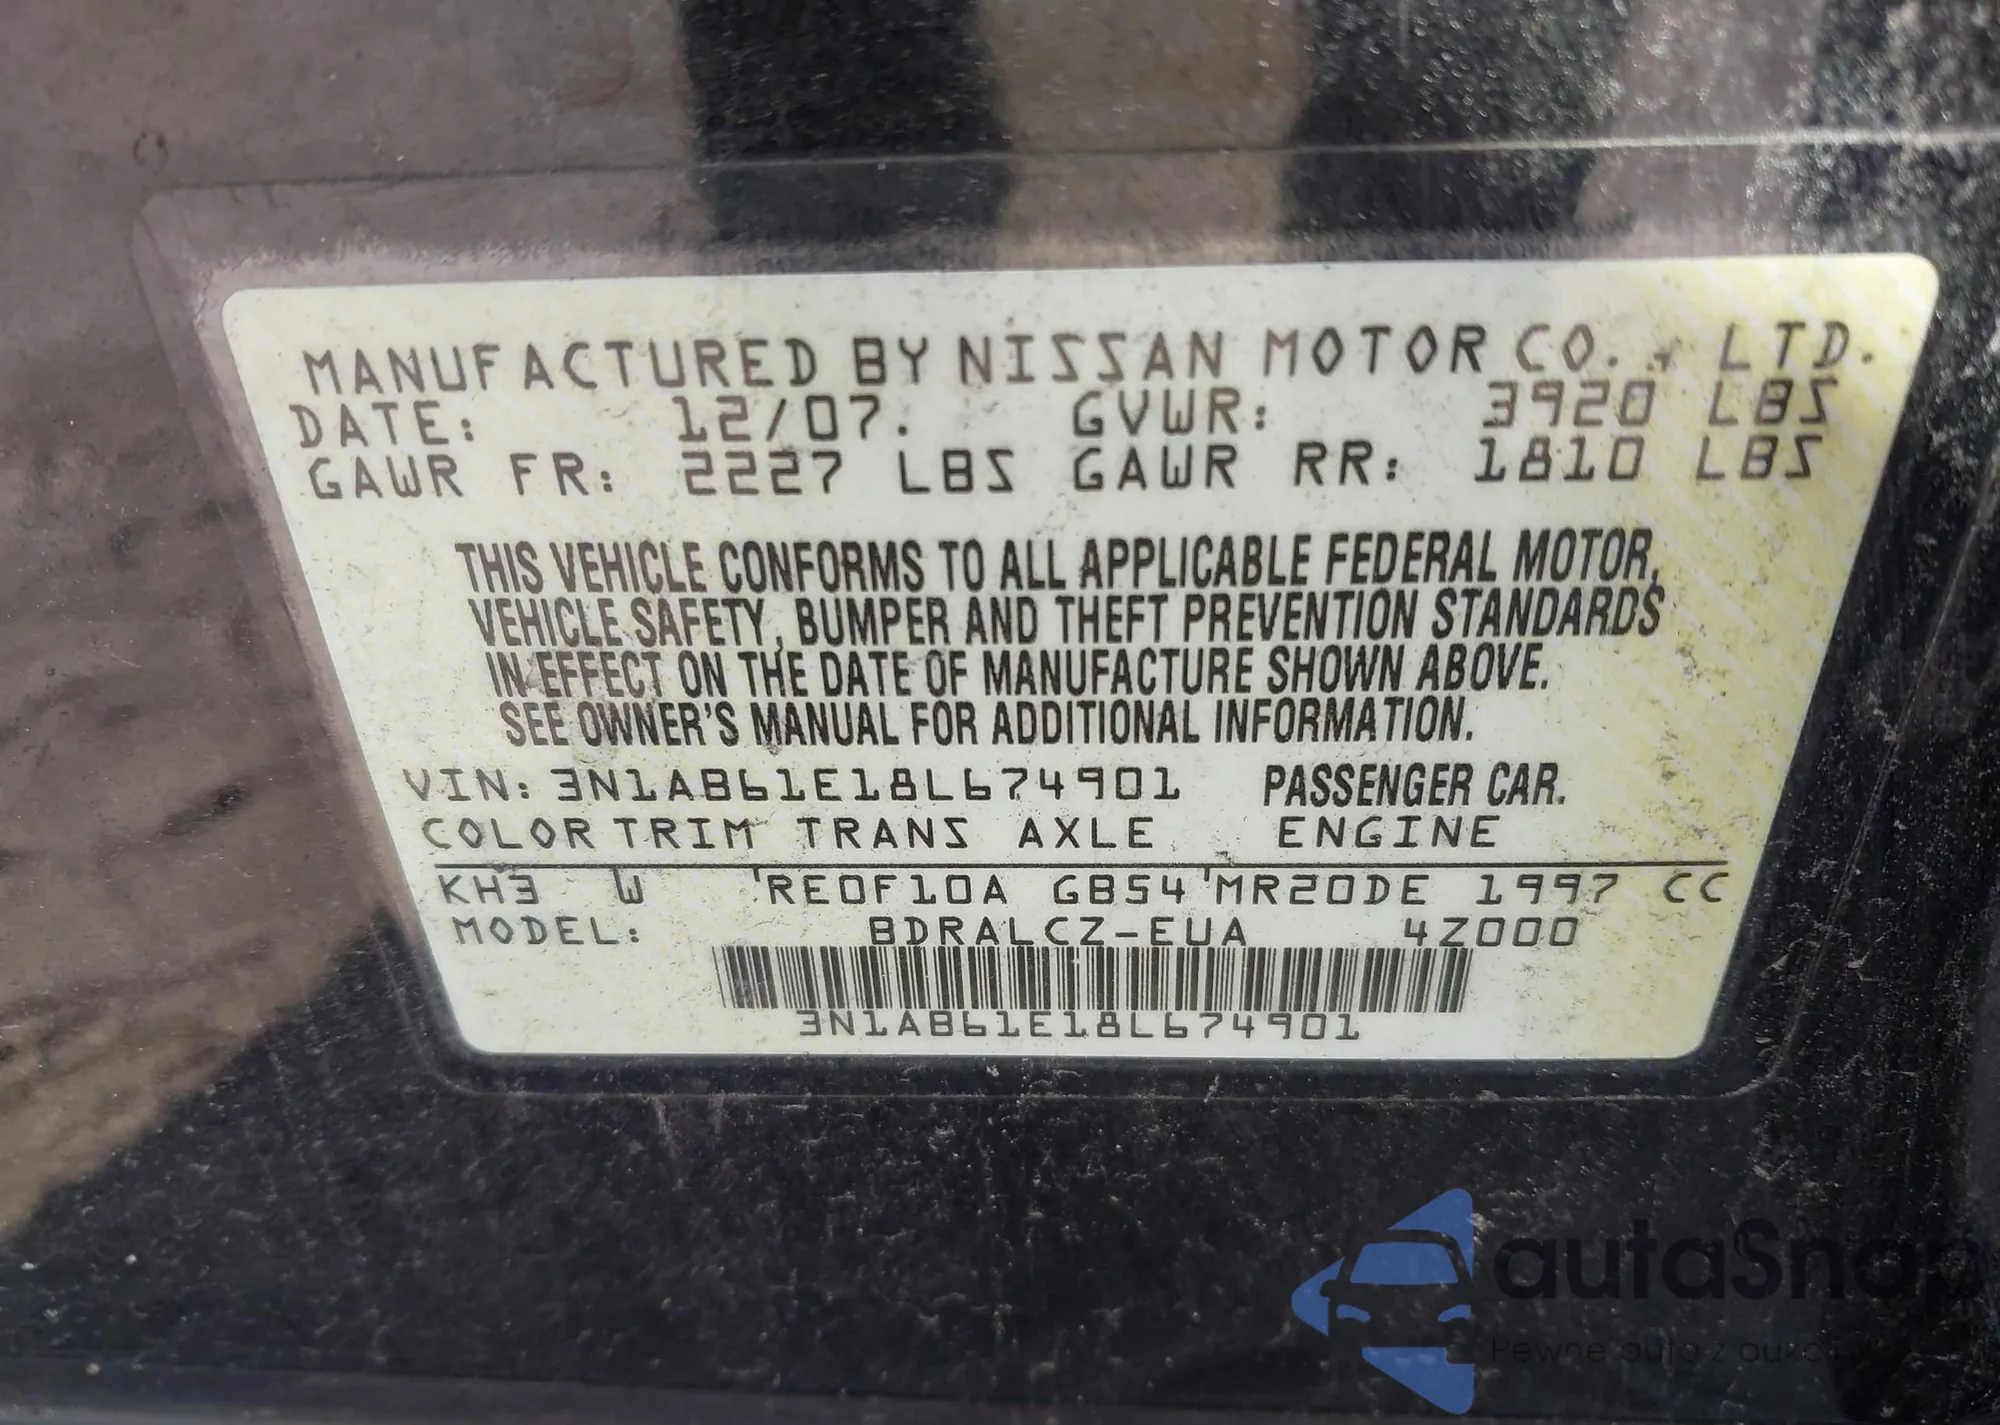 MANUFACTURED BY NISSAN MOTOR CO., LTD.
DATE: 12/07. GVWR: 3920 LBS
GAWR FR: 2227 LBS GAWR RR: 1810 LBS
THIS VEHICLE CONFORMS TO ALL APPLICABLE FEDERAL MOTOR,
VEHICLE SAFETY, BUMPER AND THEFT PREVENTION STANDARDS
IN EFFECT ON THE DATE OF MANUFACTURE SHOWN ABOVE.
SEE OWNER'S MANUAL FOR ADDITIONAL INFORMATION.
VIN: 3N1AB61E18L674901 PASSENGER CAR.
COLOR TRIM TRANS AXLE ENGINE
KH3 W 'RE0F10A GB54 'MR20DE 1997 CC
MODEL: BDRALCZ-EUA 4Z000
3N1AB61E18L674901
autaSnap
Pewne auta z